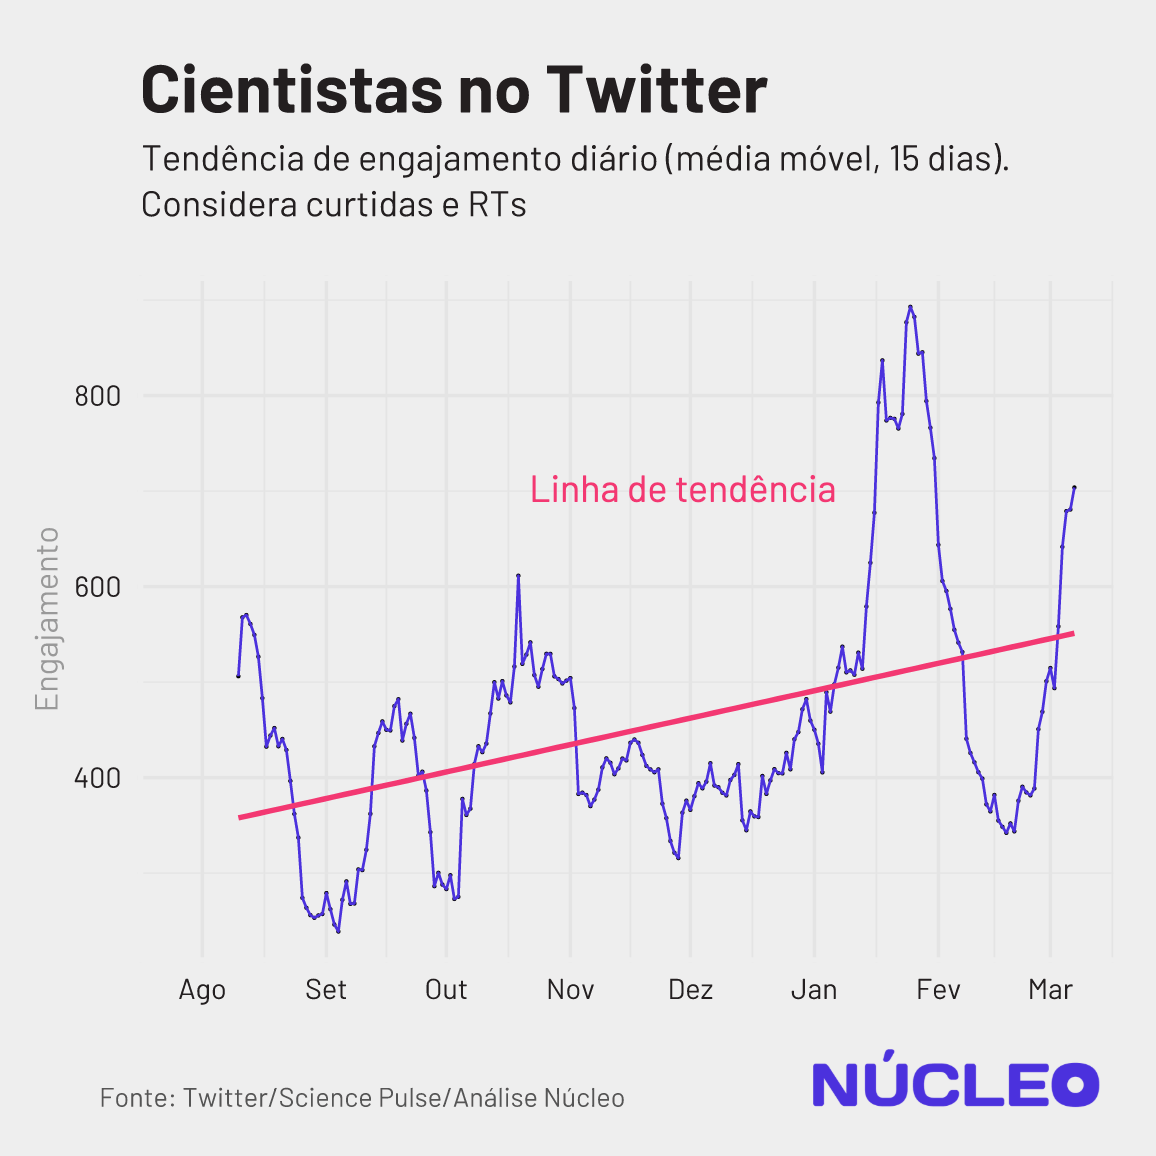 Cientistas no Twitter
Tendência de engajamento diário (média móvel, 15 dias).
Considera curtidas e RTs
800
600
400
Engajamento
Linha de tendência
Ago Set Out Nov Dez Jan Fev Mar
Fonte: Twitter/Science Pulse/Análise Núcleo
NÚCLEO